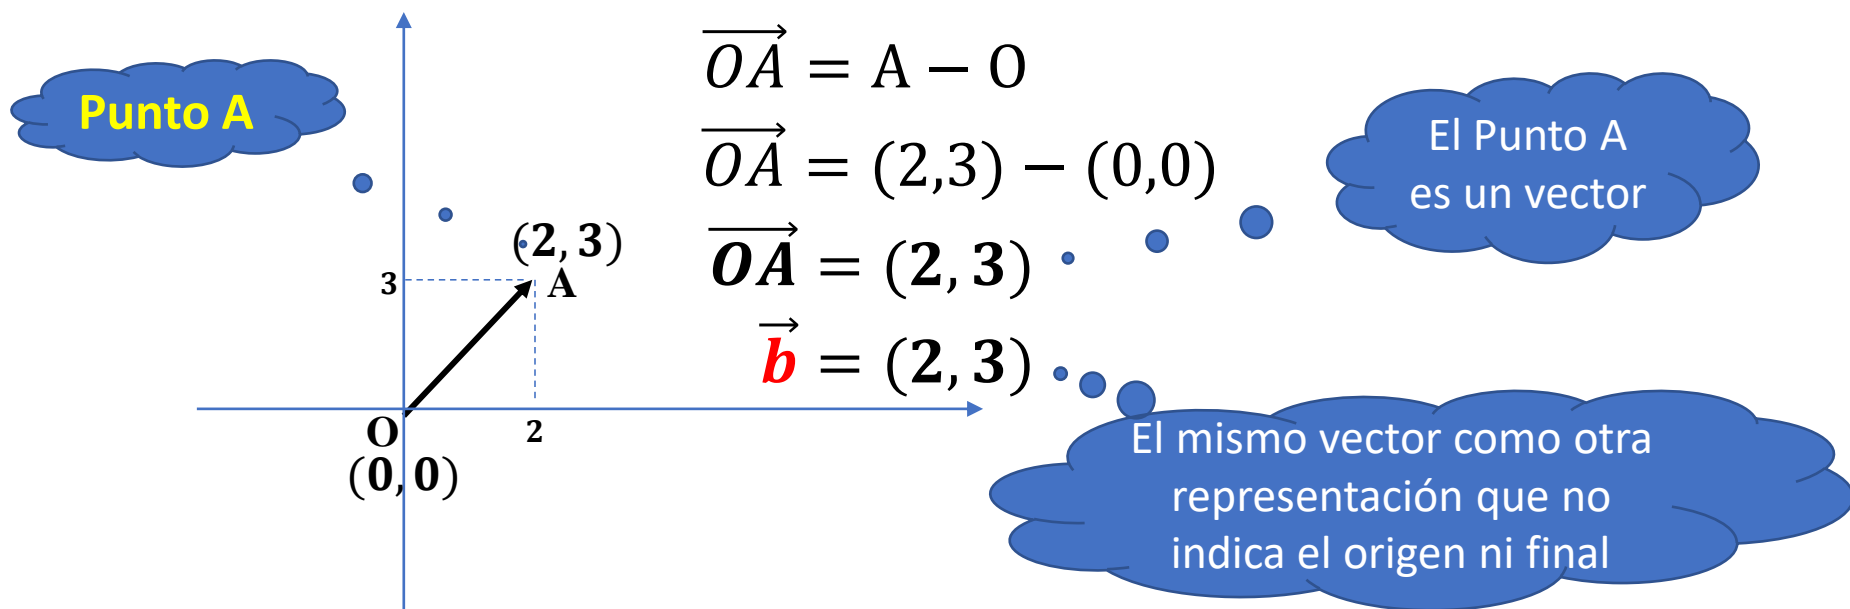 Punto A
(2, 3)
A
3
2
O
(0, 0)
OA = A − O
OA = (2,3) − (0,0)
OA = (2, 3)
b = (2, 3)
El Punto A
es un vector
El mismo vector como otra
representación que no
indica el origen ni final